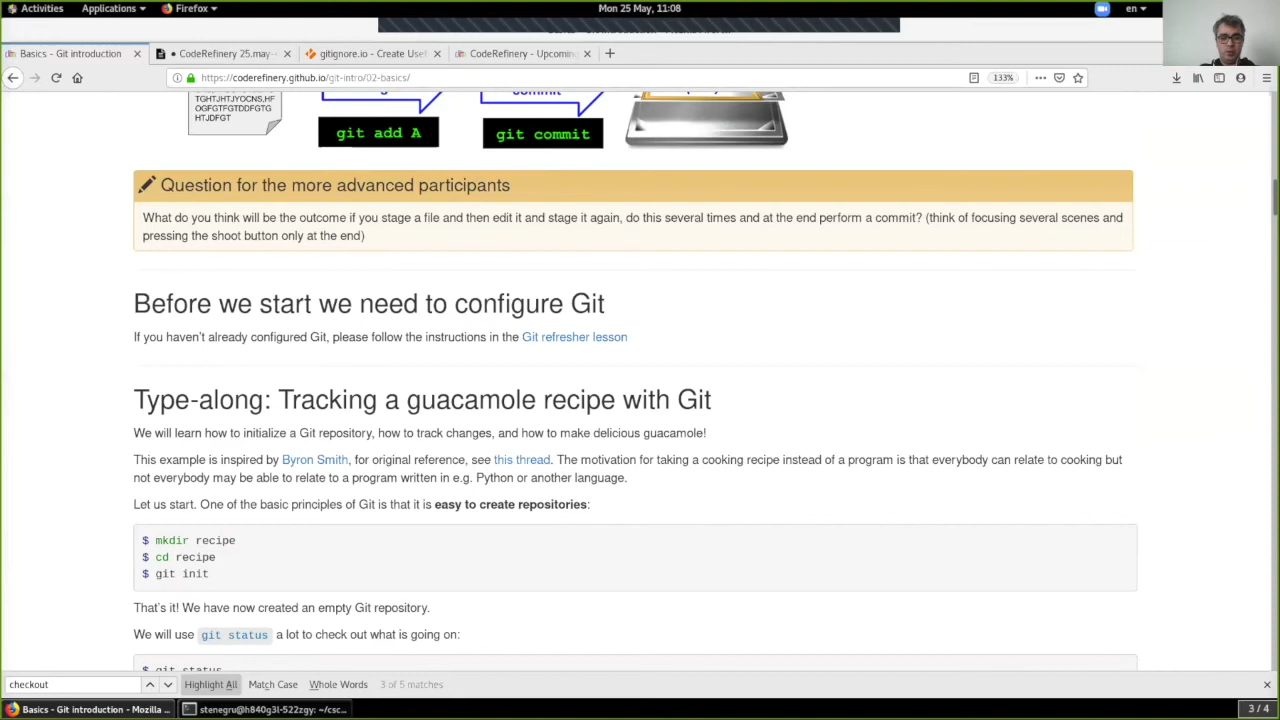 Activities Applications Firefox Mon 25 May, 11:08 en
Basics - Git introduction CodeRefinery 25.may- gitignore.io - Create Usef CodeRefinery - Upcoming
https://coderefinery.github.io/git-intro/02-basics/ 133%
TGHTJHTJYOCNS,HF
OGFGTFGTDDFGTG
HTJDFGT
git add A git commit
Question for the more advanced participants
What do you think will be the outcome if you stage a file and then edit it and stage it again, do this several times and at the end perform a commit? (think of focusing several scenes and
pressing the shoot button only at the end)
Before we start we need to configure Git
If you haven't already configured Git, please follow the instructions in the Git refresher lesson
Type-along: Tracking a guacamole recipe with Git
We will learn how to initialize a Git repository, how to track changes, and how to make delicious guacamole!
This example is inspired by Byron Smith, for original reference, see this thread. The motivation for taking a cooking recipe instead of a program is that everybody can relate to cooking but
not everybody may be able to relate to a program written in e.g. Python or another language.
Let us start. One of the basic principles of Git is that it is easy to create repositories:
$ mkdir recipe
$ cd recipe
$ git init
That's it! We have now created an empty Git repository.
We will use git status a lot to check out what is going on:
$ git status
checkout Highlight All Match Case Whole Words 3 of 5 matches
Basics - Git introduction - Mozilla ... stenegru@h840g3l-522zgy: ~/csc... 3 / 4